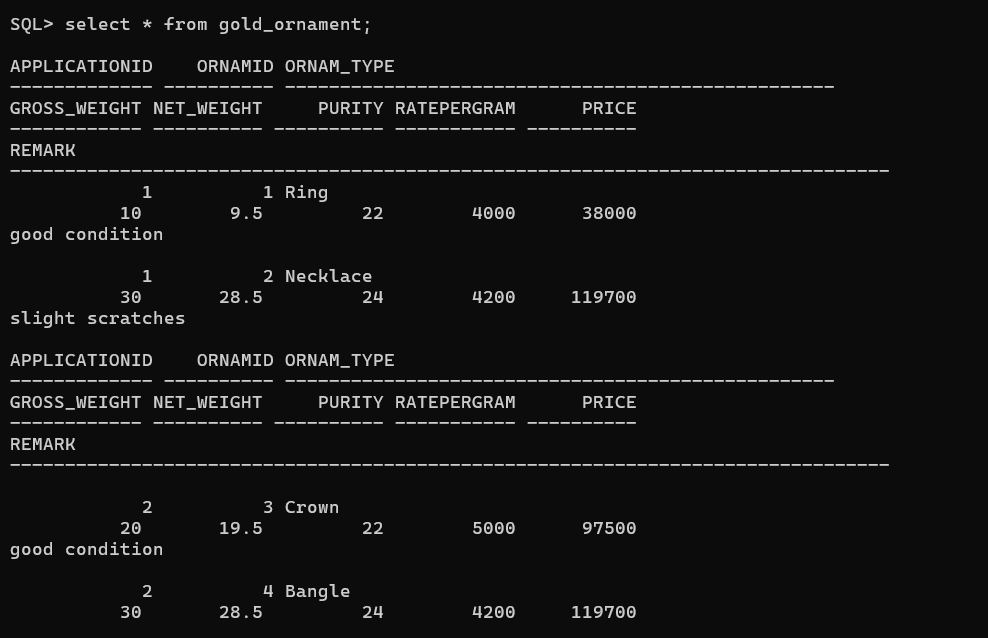 SQL> select * from gold_ornament;
APPLICATIONID    ORNAMID ORNAM_TYPE
------------- ---------- --------------------------------------------------
GROSS_WEIGHT NET_WEIGHT     PURITY RATEPERGRAM      PRICE
------------ ---------- ---------- ----------- ----------
REMARK
--------------------------------------------------------------------------------
            1          1 Ring
          10        9.5         22        4000      38000
good condition
            1          2 Necklace
          30       28.5         24        4200     119700
slight scratches
APPLICATIONID    ORNAMID ORNAM_TYPE
------------- ---------- --------------------------------------------------
GROSS_WEIGHT NET_WEIGHT     PURITY RATEPERGRAM      PRICE
------------ ---------- ---------- ----------- ----------
REMARK
--------------------------------------------------------------------------------
            2          3 Crown
          20       19.5         22        5000      97500
good condition
            2          4 Bangle
          30       28.5         24        4200     119700